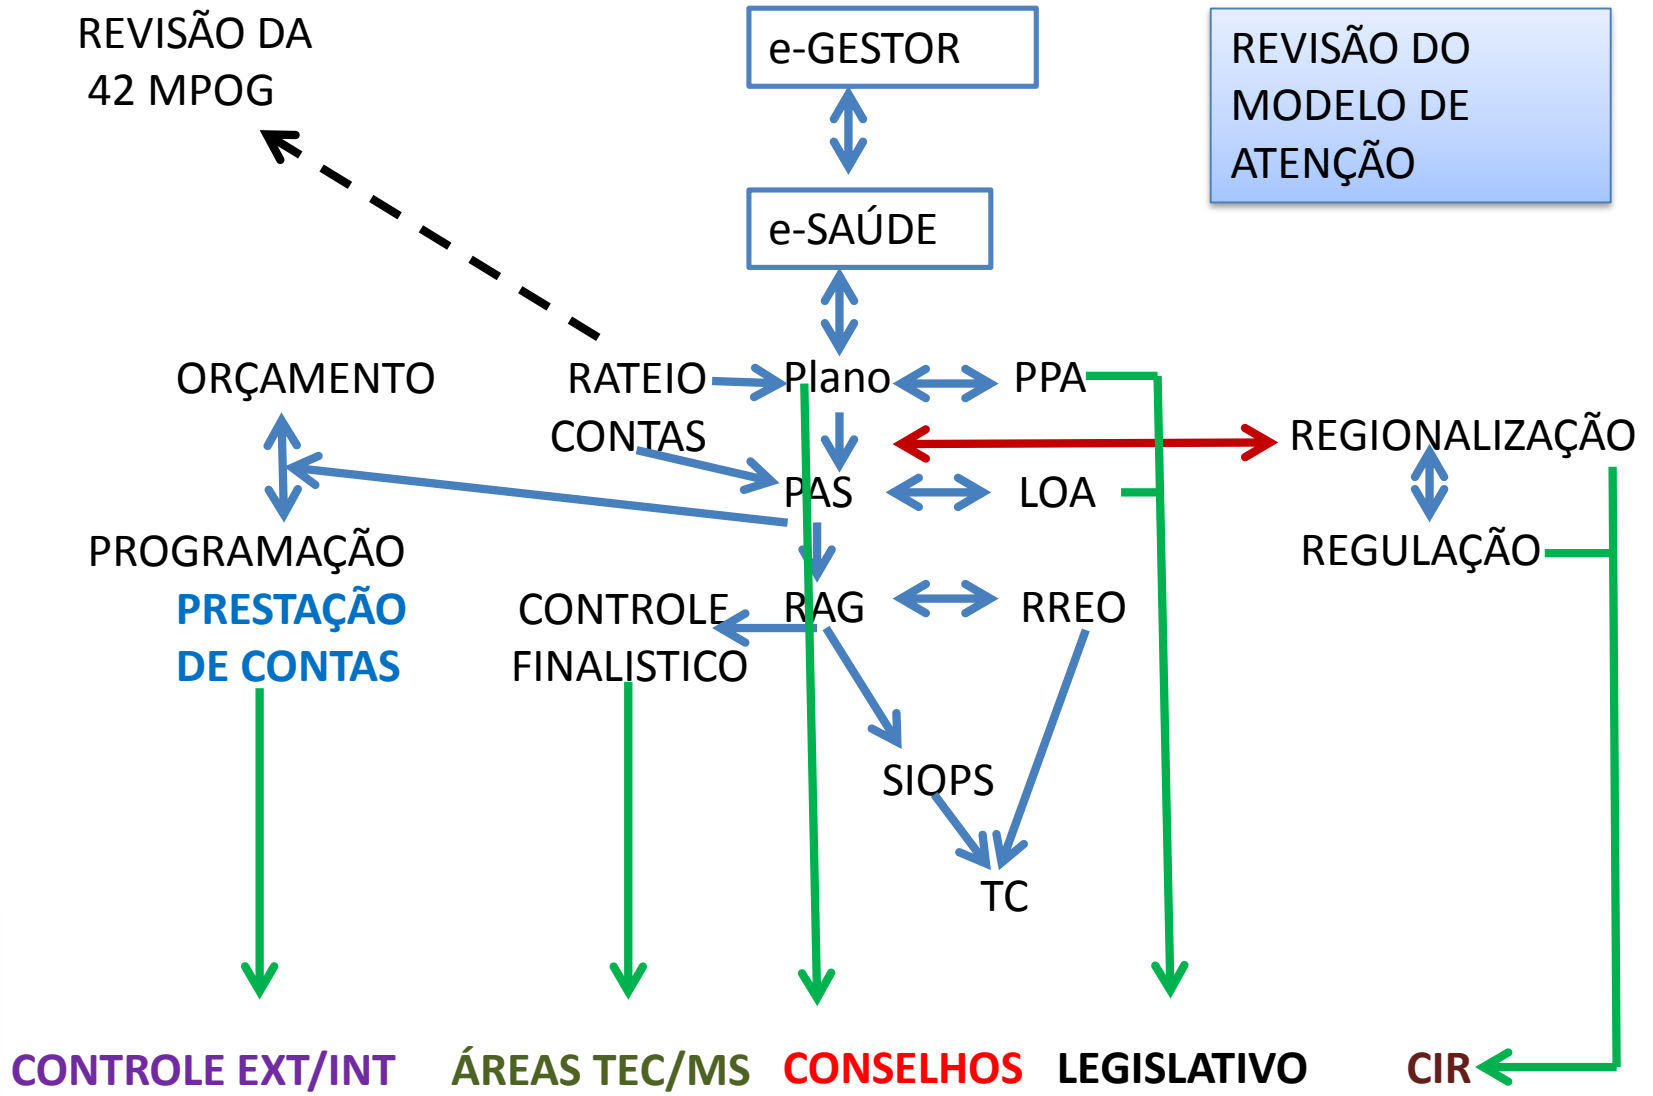 REVISÃO DA
42 MPOG
e-GESTOR
REVISÃO DO
MODELO DE
ATENÇÃO
e-SAÚDE
ORÇAMENTO
RATEIO
Plano
PPA
CONTAS
REGIONALIZAÇÃO
PAS
LOA
PROGRAMAÇÃO
REGULAÇÃO
PRESTAÇÃO
DE CONTAS
CONTROLE
FINALISTICO
RAG
RREO
SIOPS
TC
CONTROLE EXT/INT
ÁREAS TEC/MS
CONSELHOS
LEGISLATIVO
CIR